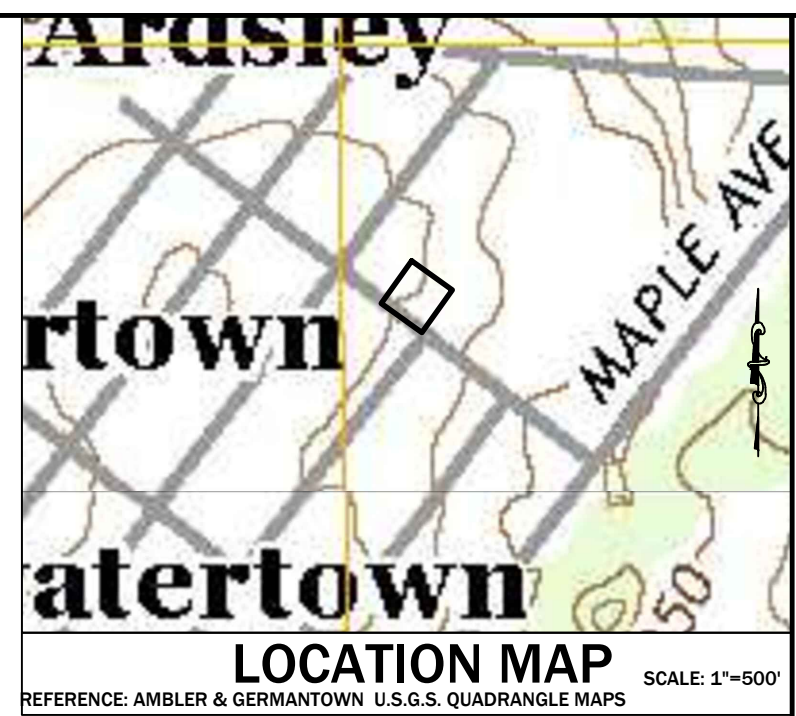 Ardsley
MAPLE AVE
rtown
atertown
50
LOCATION MAP
SCALE: 1"=500'
REFERENCE: AMBLER & GERMANTOWN U.S.G.S. QUADRANGLE MAPS